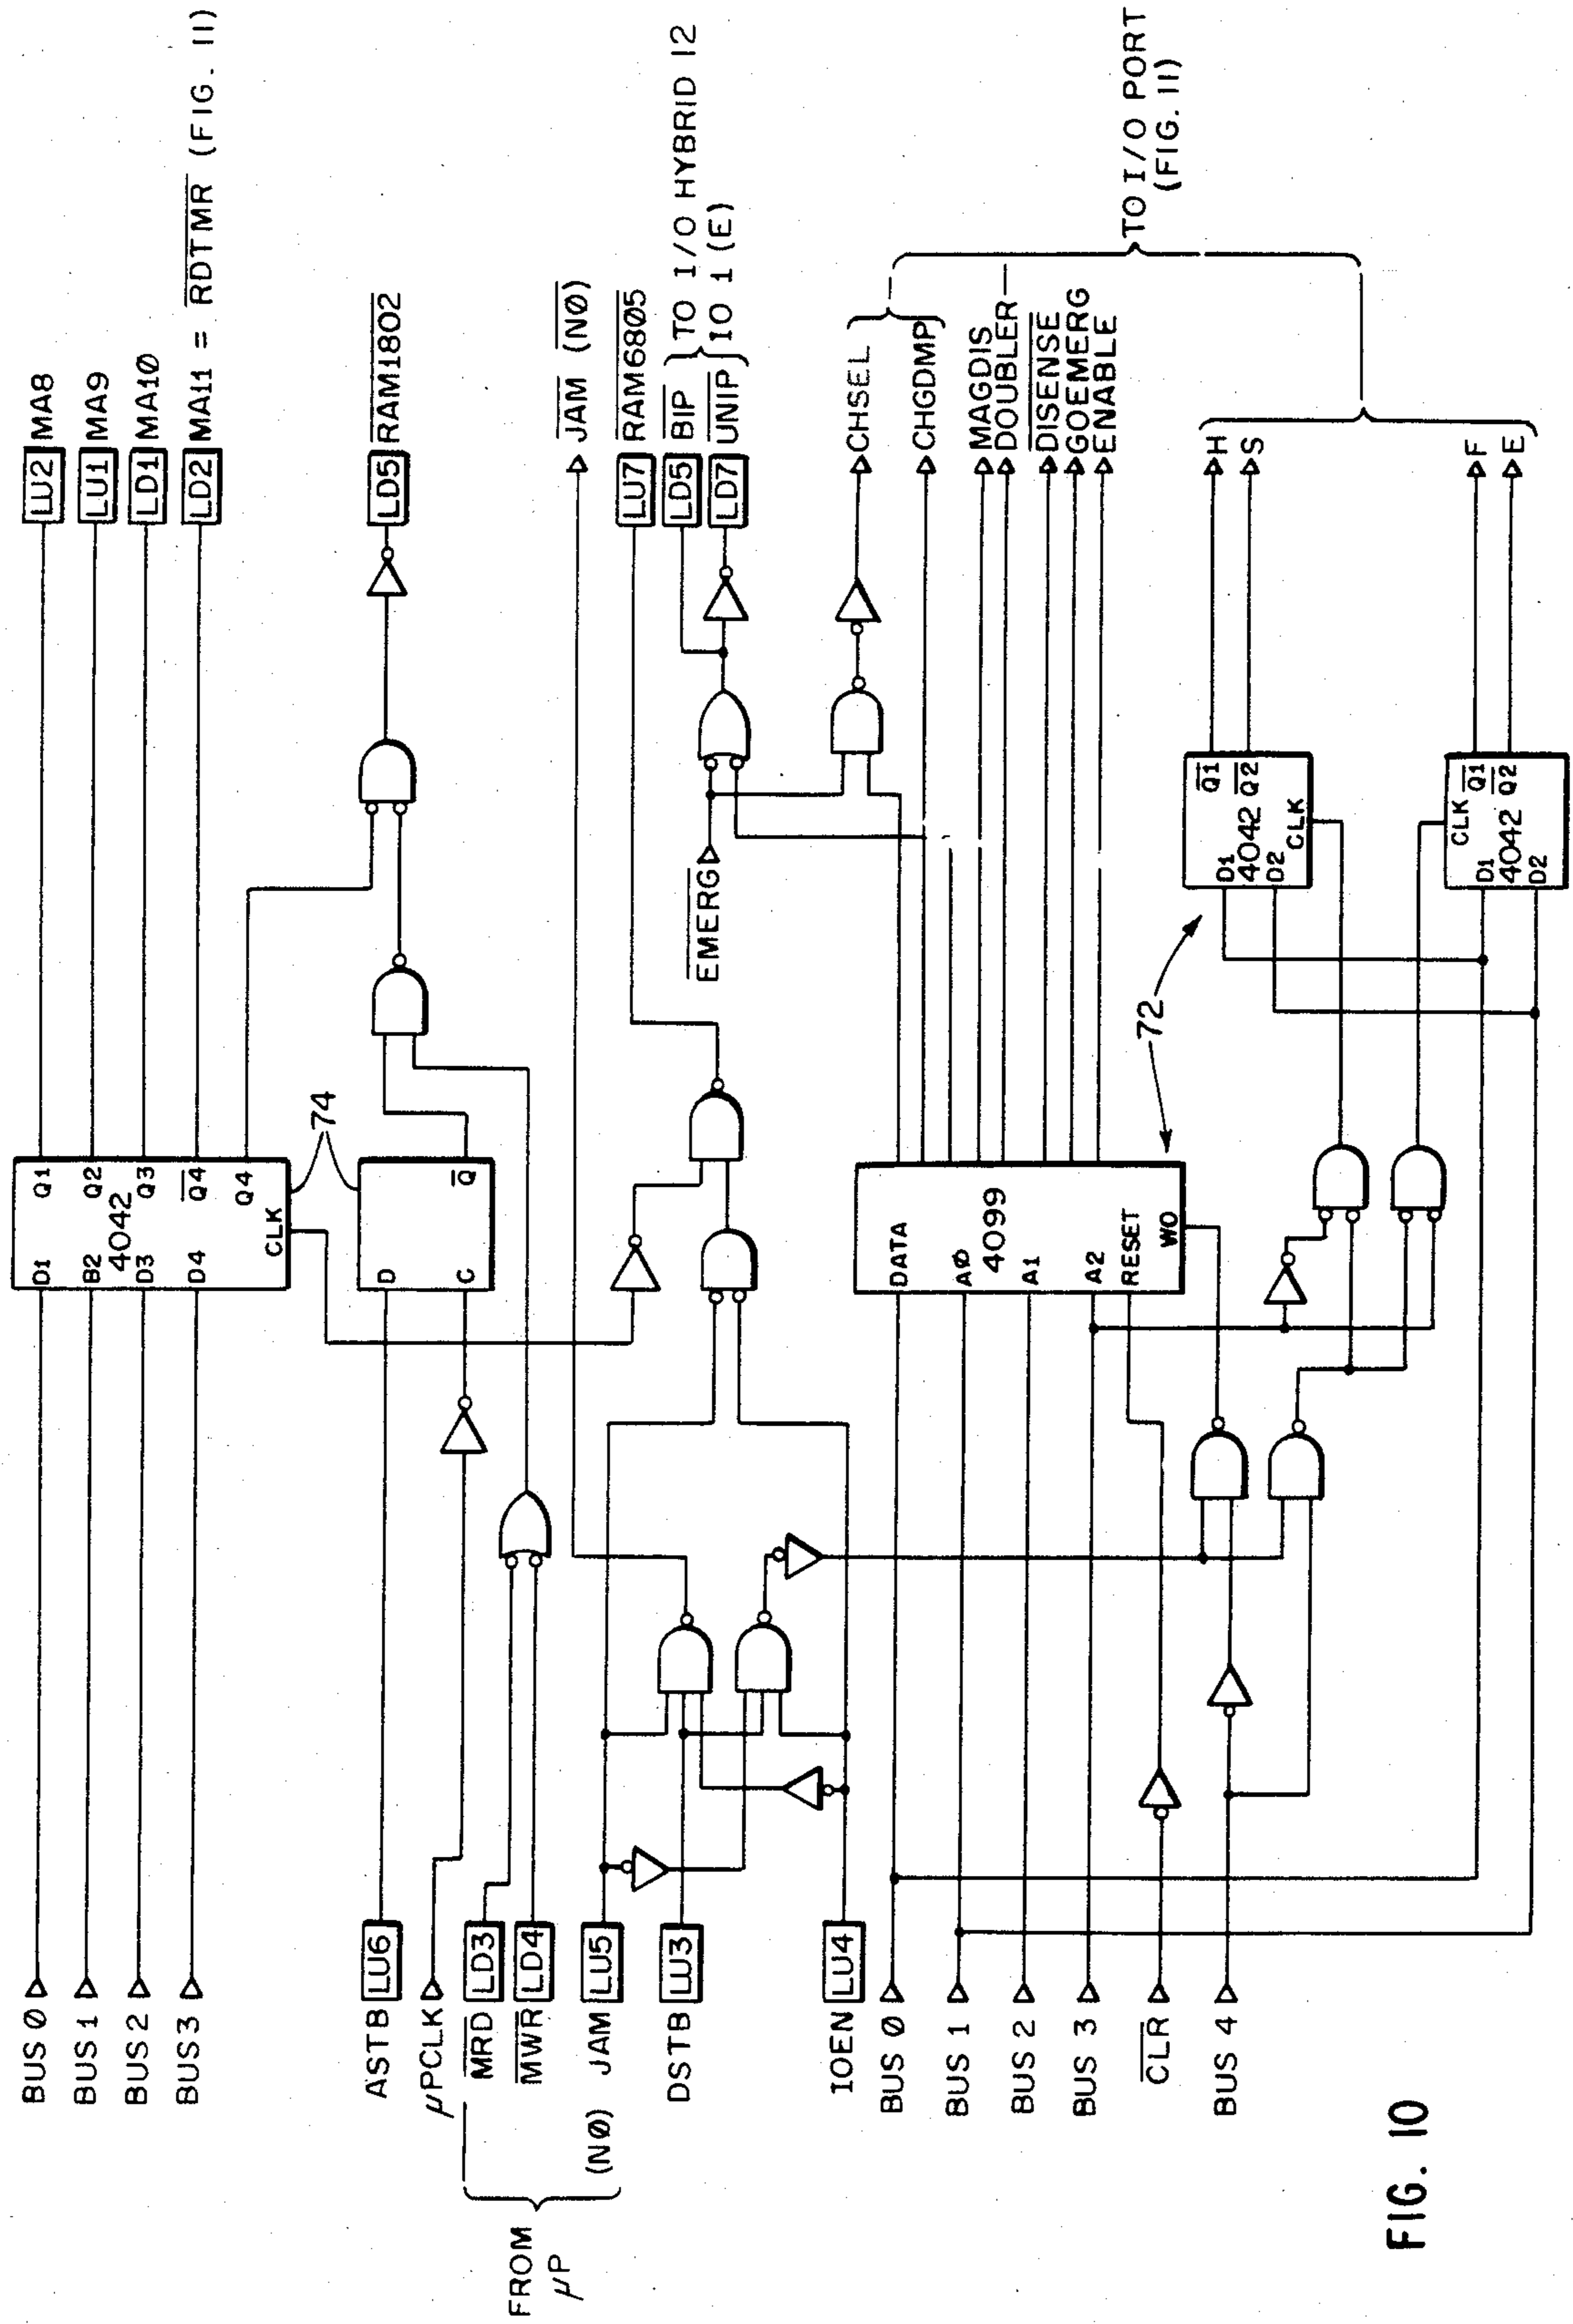 BUS 0
BUS 1
BUS 2
BUS 3
D1
B2
D3
D4
4042
Q1
Q2
Q3
Q4
Q4
CLK
LU2 MA8
LU1 MA9
LD1 MA10
LD2 MA11 = RDTMR (FIG. 11)
74
ASTB LU6
μPCLK
MRD LD3
MWR LD4
(NØ) JAM LU5
FROM
μP
DSTB LU3
IOEN LU4
D
C
Q
LD5 RAM1802
JAM (NØ)
LU7 RAM6805
LD5 BIP
LD7 UNIP
TO I/O HYBRID 12
IO 1 (E)
EMERG
BUS Ø
BUS 1
BUS 2
BUS 3
CLR
BUS 4
DATA
AØ
A1
A2
RESET
WO
4099
72
CHSEL
CHGDMP
MAGDIS
DOUBLER
DISENSE
GOEMERG
ENABLE
TO I/O PORT
(FIG. 11)
D1
D2
4042
CLK
Q1
Q2
H
S
CLK
D1
D2
4042
Q1
Q2
F
E
FIG. 10